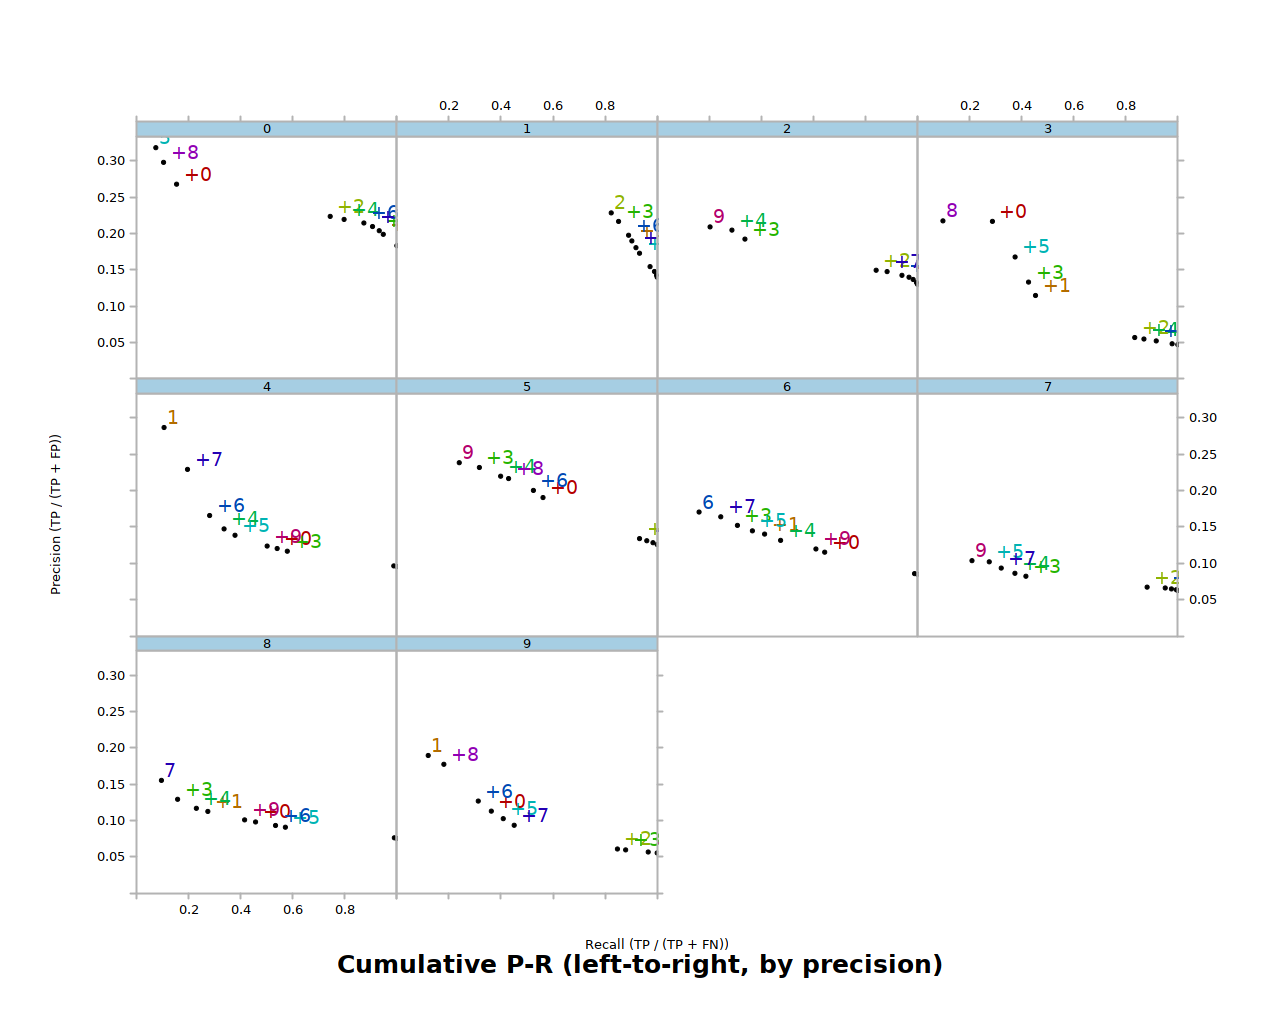 0.2 0.4 0.6 0.8 0.2 0.4 0.6 0.8
0 1 2 3
0.30
0.25
0.20
0.15
0.10
0.05
5 +8 +0 +2 +4 +6
2 +3 +6
9 +4 +3 +2 +7
8 +0 +5 +3 +1 +2 +4
4 5 6 7
1 +7 +6 +4 +5 +9 +0 +3
9 +3 +4 +8 +6 +0
6 +7 +3 +5 +1 +4 +9 +0
9 +5 +7 +4 +3 +2
0.30
0.25
0.20
0.15
0.10
0.05
Precision (TP / (TP + FP))
8 9
0.30
0.25
0.20
0.15
0.10
0.05
7 +3 +4 +1 +9 +0 +6 +5
1 +8 +6 +0 +5 +7 +2 +3
0.2 0.4 0.6 0.8
Recall (TP / (TP + FN))
Cumulative P-R (left-to-right, by precision)